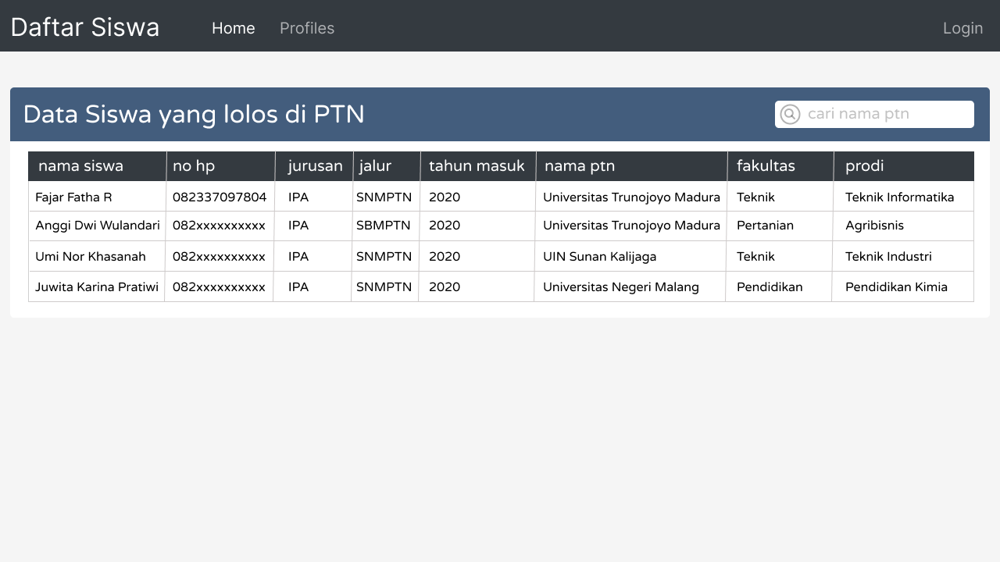 Daftar Siswa Home Profiles Login
Data Siswa yang lolos di PTN cari nama ptn
nama siswa no hp jurusan jalur tahun masuk nama ptn fakultas prodi
Fajar Fatha R 082337097804 IPA SNMPTN 2020 Universitas Trunojoyo Madura Teknik Teknik Informatika
Anggi Dwi Wulandari 082xxxxxxxxxx IPA SBMPTN 2020 Universitas Trunojoyo Madura Pertanian Agribisnis
Umi Nor Khasanah 082xxxxxxxxxx IPA SNMPTN 2020 UIN Sunan Kalijaga Teknik Teknik Industri
Juwita Karina Pratiwi 082xxxxxxxxxx IPA SNMPTN 2020 Universitas Negeri Malang Pendidikan Pendidikan Kimia